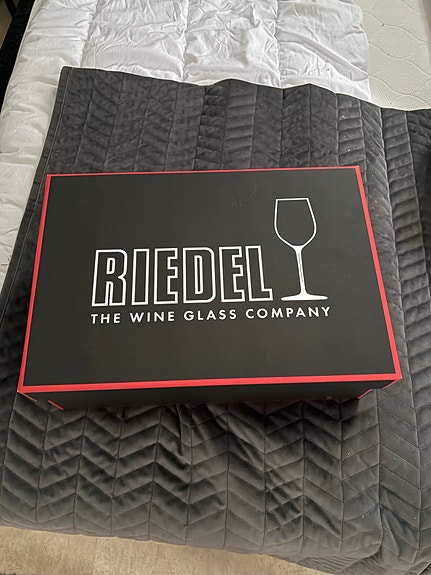 RIEDEL
THE WINE GLASS COMPANY